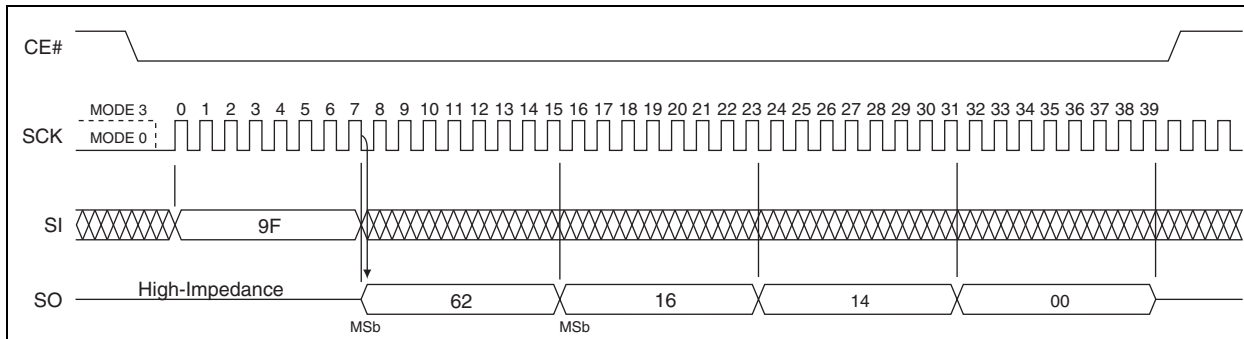 CE#
MODE 3
0 1 2 3 4 5 6 7 8 9 10 11 12 13 14 15 16 17 18 19 20 21 22 23 24 25 26 27 28 29 30 31 32 33 34 35 36 37 38 39
SCK
MODE 0
SI
9F
SO
High-Impedance
62
16
14
00
MSb
MSb